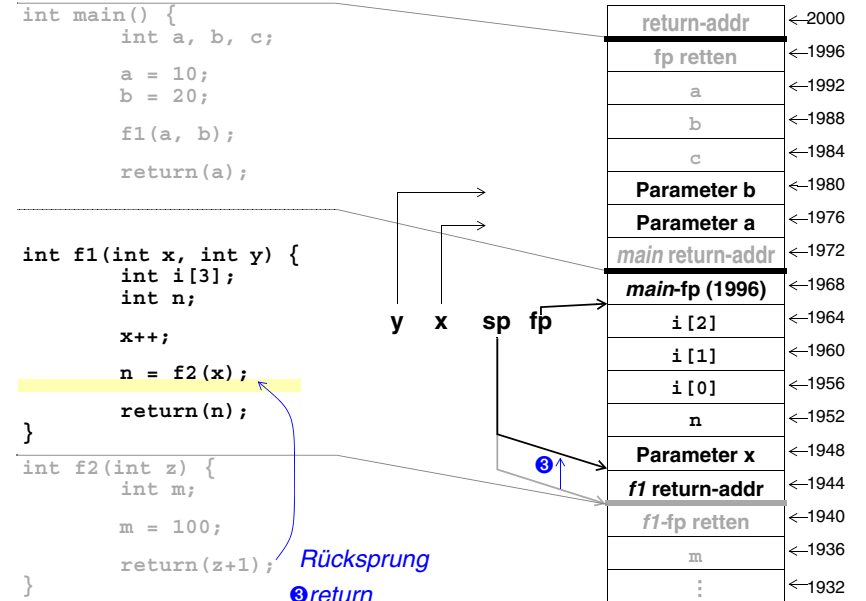 int main() {
int a, b, c;
a = 10;
b = 20;
f1(a, b);
return(a);
int f1(int x, int y) {
int i[3];
int n;
x++;
n = f2(x);
return(n);
}
int f2(int z) {
int m;
m = 100;
return(z+1);
}
y x sp fp
❸
Rücksprung
❸return
return-addr ←2000
fp retten ←1996
a ←1992
b ←1988
c ←1984
Parameter b ←1980
Parameter a ←1976
main return-addr ←1972
main-fp (1996) ←1968
i[2] ←1964
i[1] ←1960
i[0] ←1956
n ←1952
Parameter x ←1948
f1 return-addr ←1944
f1-fp retten ←1940
m ←1936
⋮ ←1932